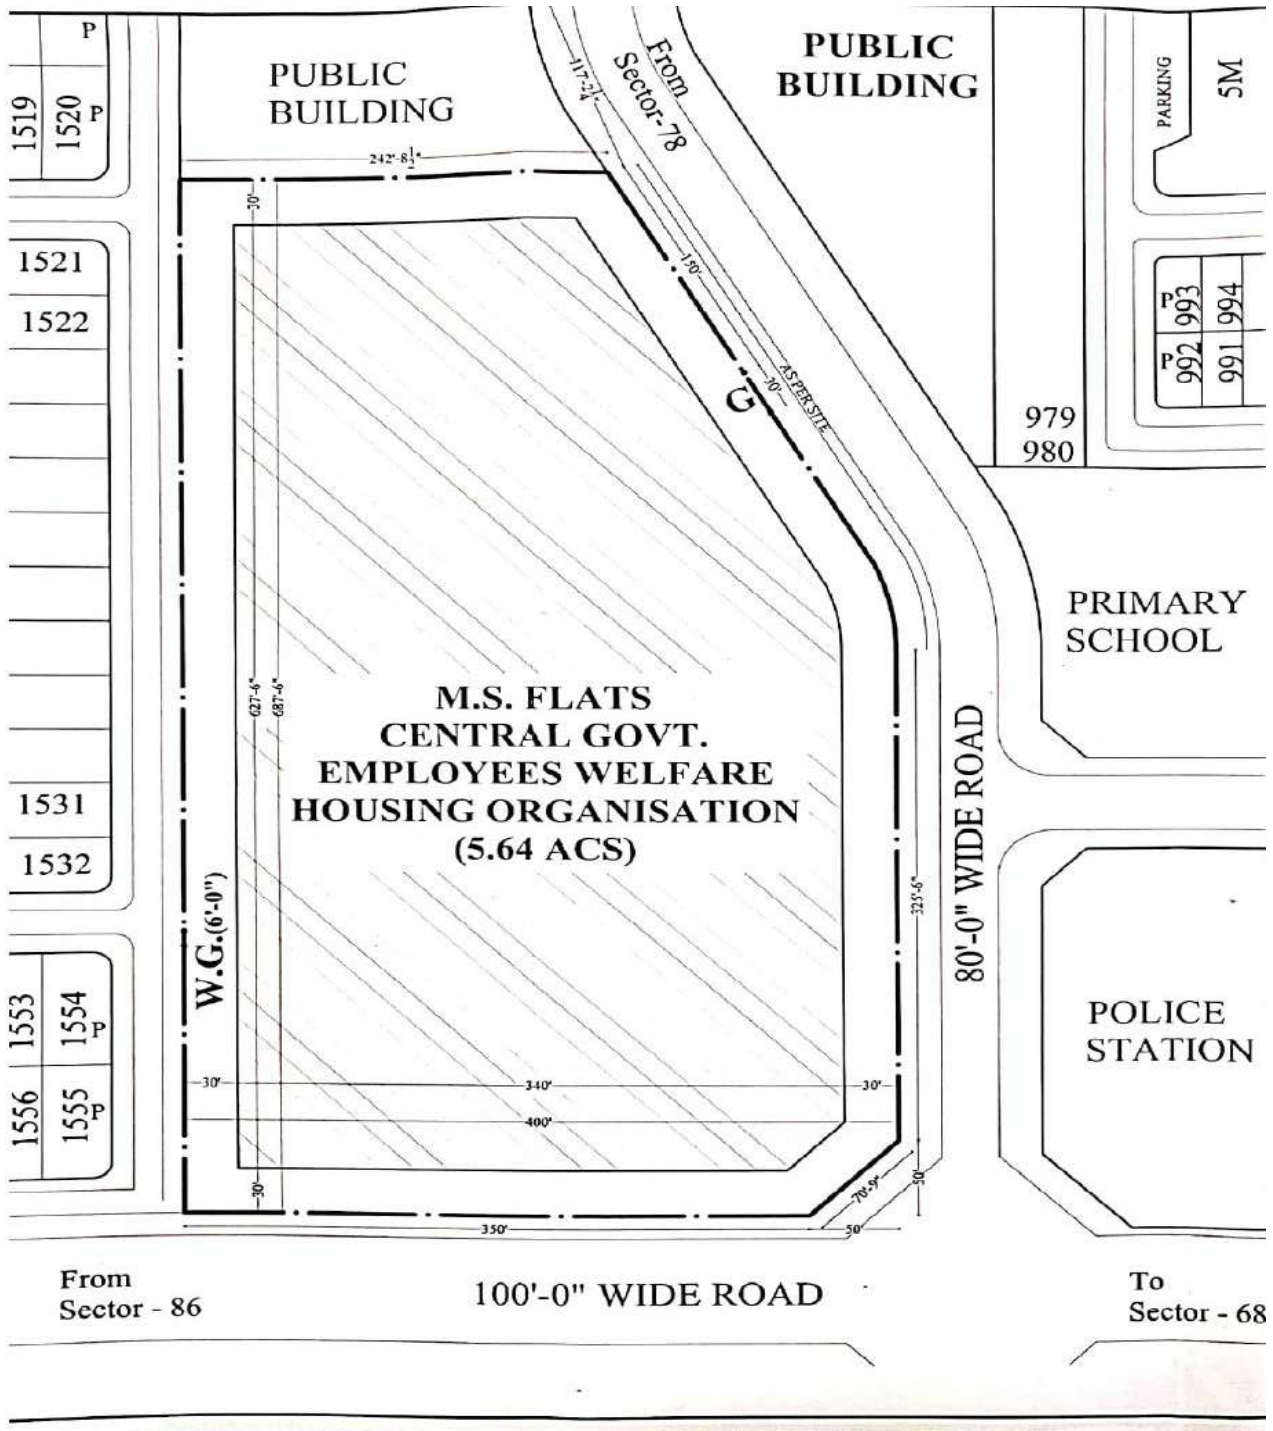 P
1519
1520
P
PUBLIC
BUILDING
117'-2¼"
From
Sector-78
PUBLIC
BUILDING
PARKING
5M
242'-8½"
30'
1521
1522
150'
30'
AS PER SITE
G
P
993
994
P
992
991
979
980
PRIMARY
SCHOOL
627'-6"
687'-6"
M.S. FLATS
CENTRAL GOVT.
EMPLOYEES WELFARE
HOUSING ORGANISATION
(5.64 ACS)
1531
1532
W.G.(6'-0")
325'-6"
80'-0" WIDE ROAD
1553
1554
P
1556
1555
P
POLICE
STATION
30'
340'
30'
400'
30'
70'-9"
50'
350'
50'
From
Sector - 86
100'-0" WIDE ROAD
To
Sector - 68